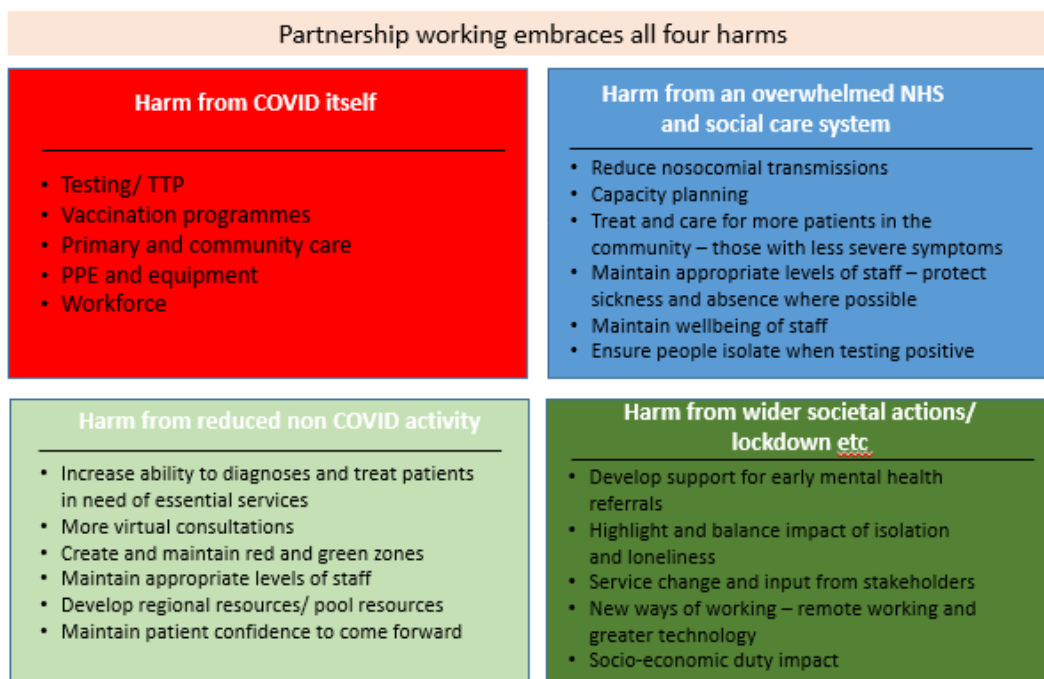 Partnership working embraces all four harms
Harm from COVID itself
• Testing/ TTP
• Vaccination programmes
• Primary and community care
• PPE and equipment
• Workforce
Harm from an overwhelmed NHS
and social care system
• Reduce nosocomial transmissions
• Capacity planning
• Treat and care for more patients in the
community – those with less severe symptoms
• Maintain appropriate levels of staff – protect
sickness and absence where possible
• Maintain wellbeing of staff
• Ensure people isolate when testing positive
Harm from reduced non COVID activity
• Increase ability to diagnoses and treat patients
in need of essential services
• More virtual consultations
• Create and maintain red and green zones
• Maintain appropriate levels of staff
• Develop regional resources/ pool resources
• Maintain patient confidence to come forward
Harm from wider societal actions/
lockdown etc
• Develop support for early mental health
referrals
• Highlight and balance impact of isolation
and loneliness
• Service change and input from stakeholders
• New ways of working – remote working and
greater technology
• Socio-economic duty impact